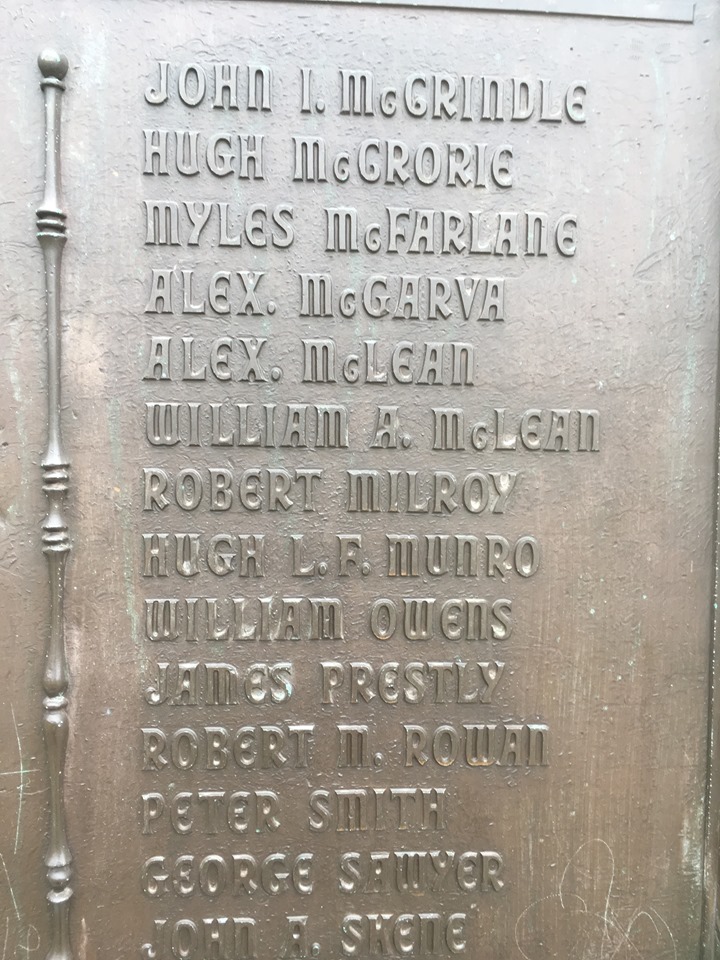 JOHN I. McGRINDLE
HUGH McGRORIE
MYLES McFARLANE
ALEX. McGARVA
ALEX. McLEAN
WILLIAM A. McLEAN
ROBERT MILROY
HUGH L. F. MUNRO
WILLIAM OWENS
JAMES PRESTLY
ROBERT M. ROWAN
PETER SMITH
GEORGE SAWYER
JOHN A. SKENE